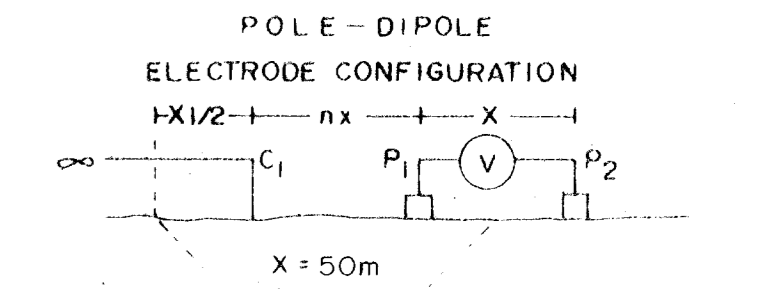 POLE-DIPOLE
ELECTRODE CONFIGURATION
X1/2 nx X
∞ C1 P1 V P2
X = 50m